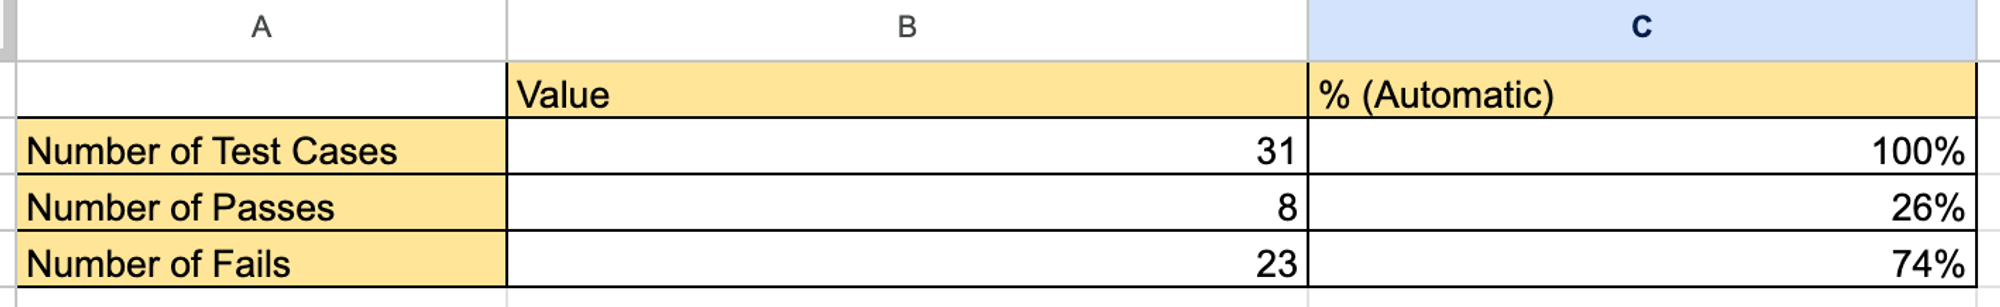 A B C
Value % (Automatic)
Number of Test Cases 31 100%
Number of Passes 8 26%
Number of Fails 23 74%